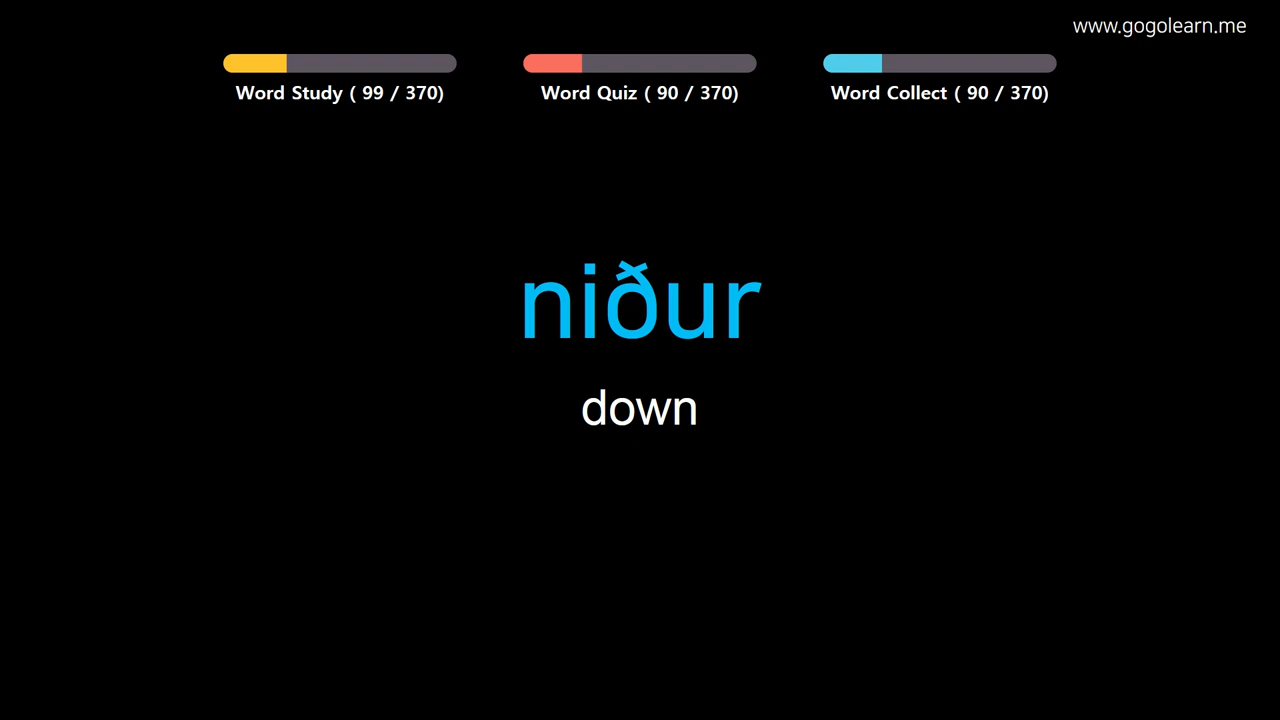 www.gogolearn.me
Word Study ( 99 / 370)
Word Quiz ( 90 / 370)
Word Collect ( 90 / 370)
niður
down